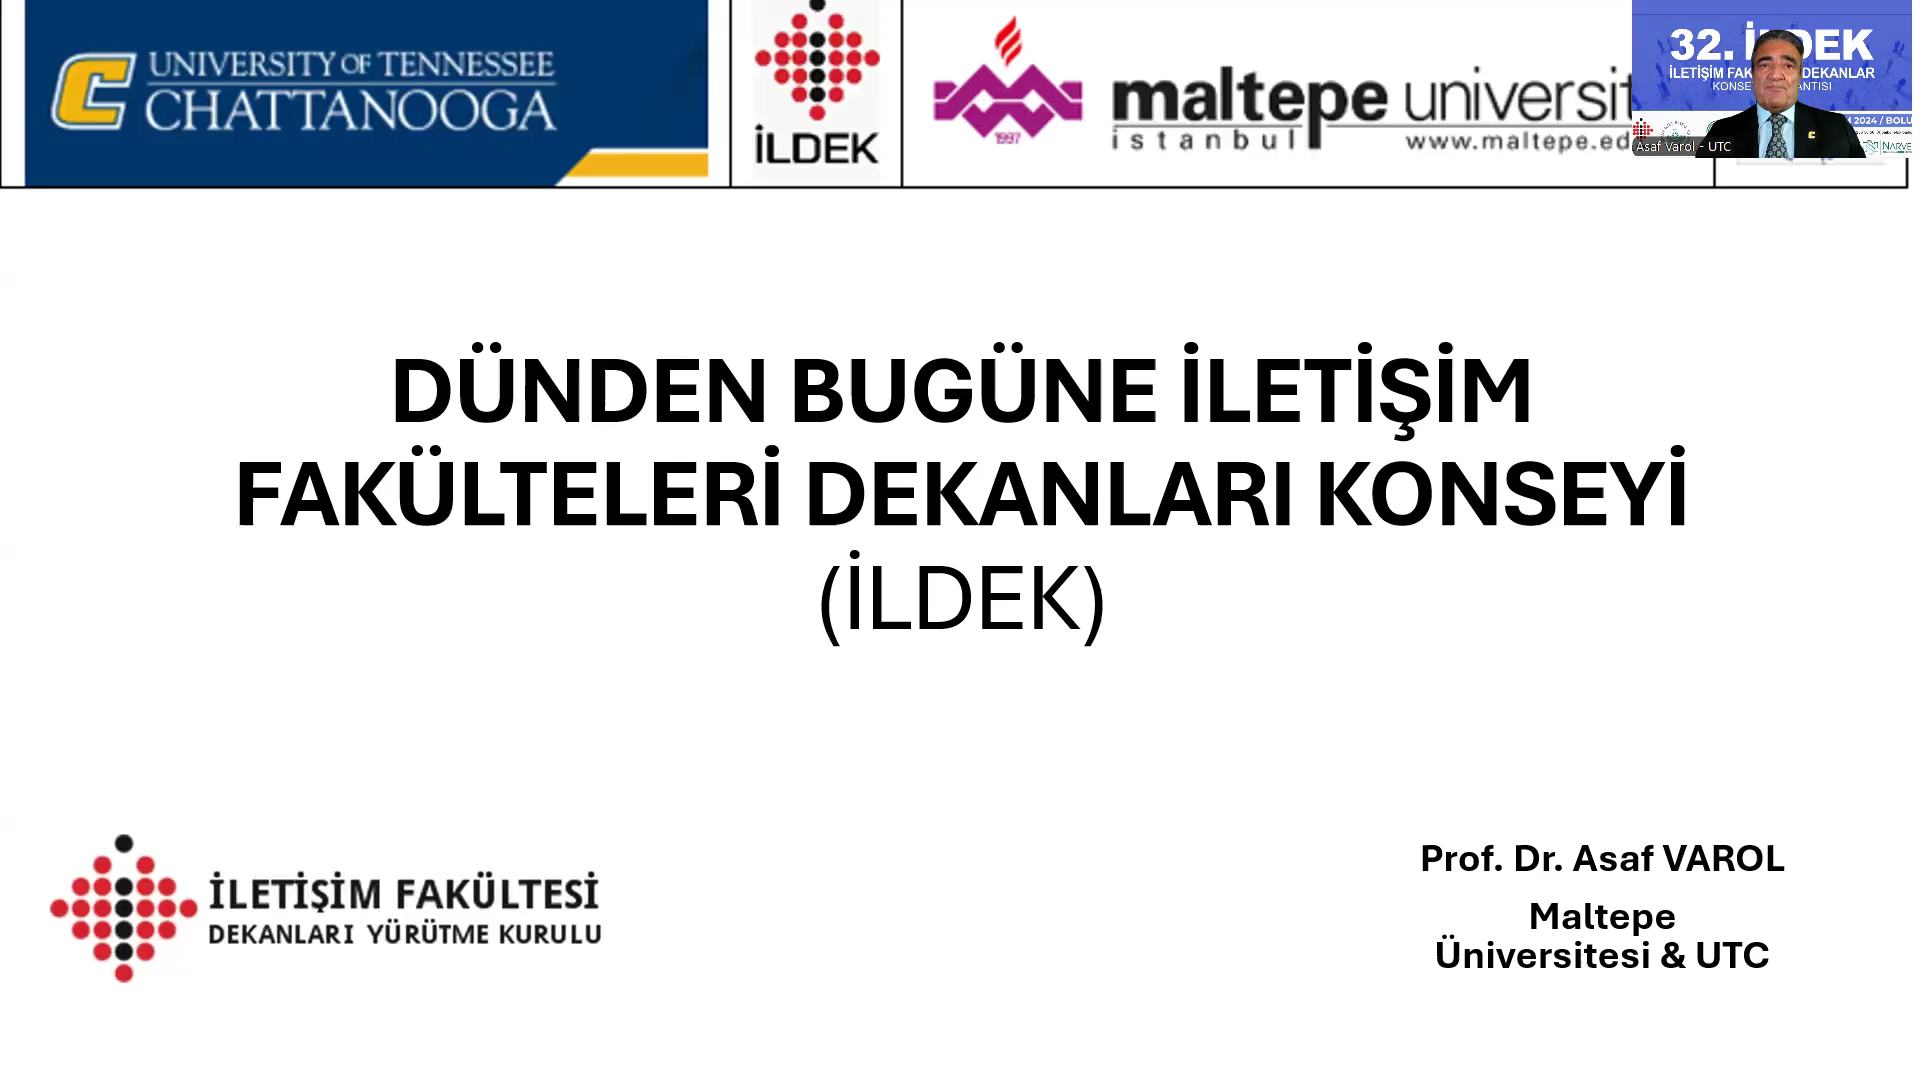 UNIVERSITY OF TENNESSEE
CHATTANOOGA
İLDEK
1997
maltepe
istanbul
www.maltepe.ed
32. İ DEK
İLETİŞİM FAK DEKANLAR
2024 / BOLU
Asaf Varol - UTC
DÜNDEN BUGÜNE İLETİŞİM
FAKÜLTELERİ DEKANLARI KONSEYİ
(İLDEK)
İLETİŞİM FAKÜLTESİ
DEKANLARI YÜRÜTME KURULU
Prof. Dr. Asaf VAROL
Maltepe
Üniversitesi & UTC